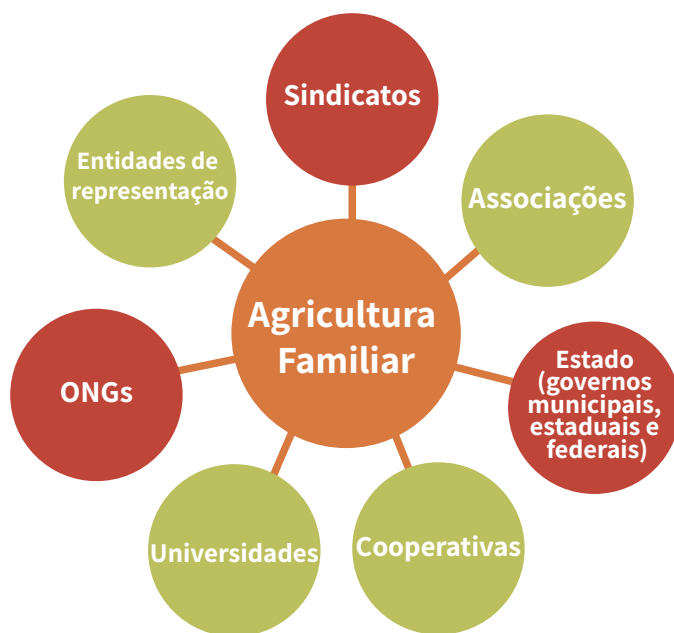 Sindicatos
Entidades de
representação
Associações
Agricultura
Familiar
ONGs
Estado
(governos
municipais,
estaduais e
federais)
Universidades
Cooperativas